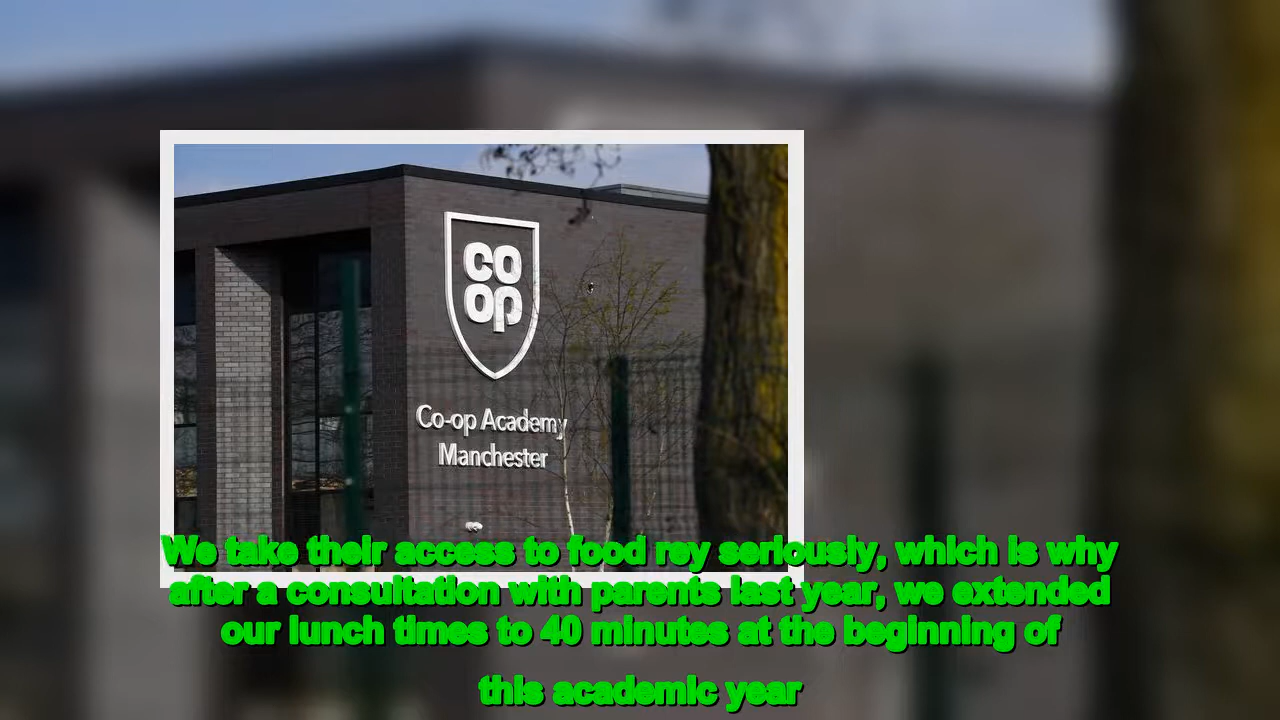 co
op
Co-op Academy
Manchester
We take their access to food rey seriously, which is why
after a consultation with parents last year, we extended
our lunch times to 40 minutes at the beginning of
this academic year